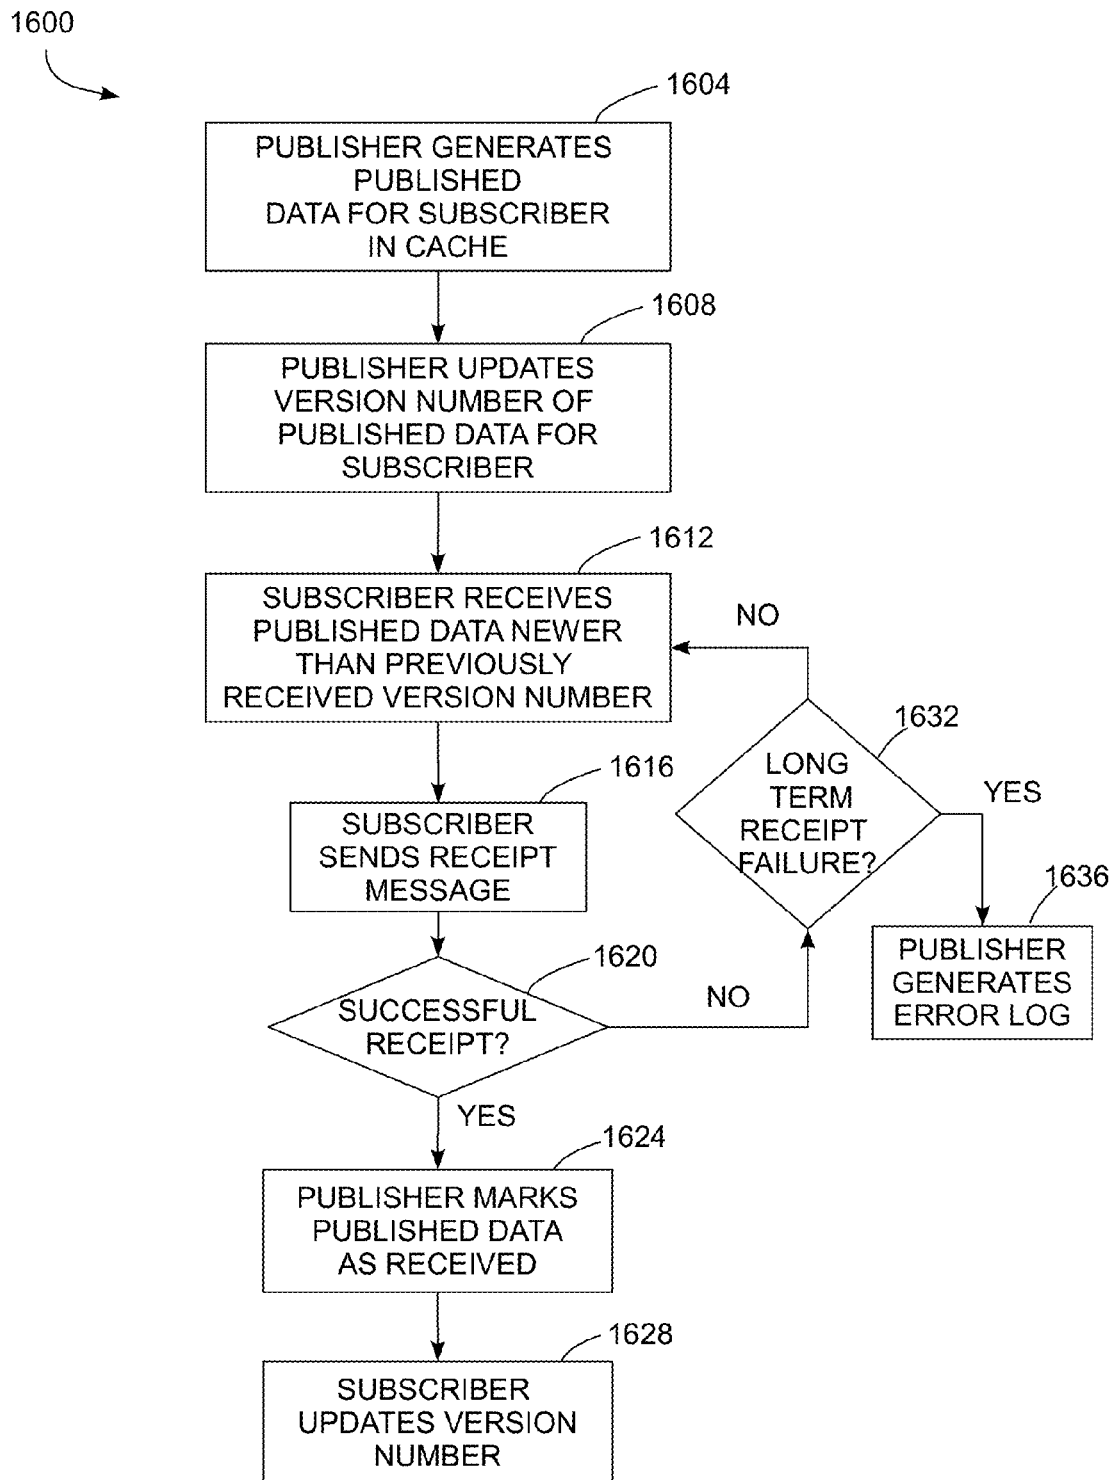 1600
1604
PUBLISHER GENERATES
PUBLISHED
DATA FOR SUBSCRIBER
IN CACHE
1608
PUBLISHER UPDATES
VERSION NUMBER OF
PUBLISHED DATA FOR
SUBSCRIBER
1612
SUBSCRIBER RECEIVES
PUBLISHED DATA NEWER
THAN PREVIOUSLY
RECEIVED VERSION NUMBER
NO
1632
LONG
TERM
RECEIPT
FAILURE?
YES
1616
SUBSCRIBER
SENDS RECEIPT
MESSAGE
1636
PUBLISHER
GENERATES
ERROR LOG
1620
SUCCESSFUL
RECEIPT?
NO
YES
1624
PUBLISHER MARKS
PUBLISHED DATA
AS RECEIVED
1628
SUBSCRIBER
UPDATES VERSION
NUMBER